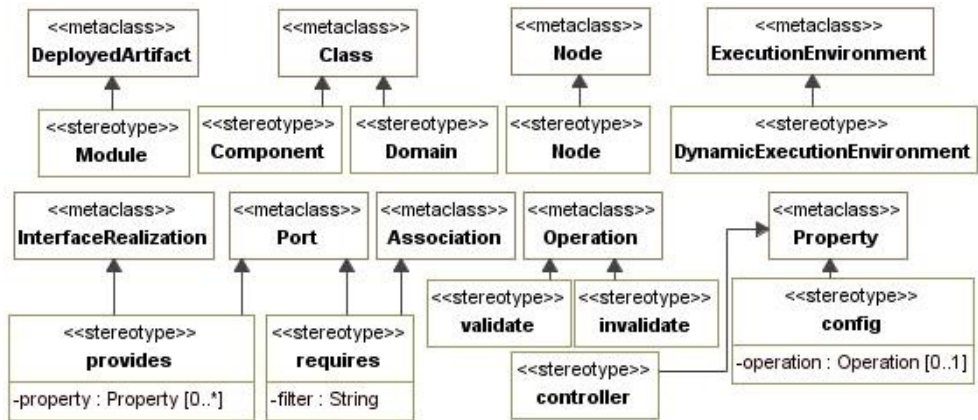 <<metaclass>>
DeployedArtifact
<<metaclass>>
Class
<<metaclass>>
Node
<<metaclass>>
ExecutionEnvironment
<<stereotype>>
Module
<<stereotype>>
Component
<<stereotype>>
Domain
<<stereotype>>
Node
<<stereotype>>
DynamicExecutionEnvironment
<<metaclass>>
InterfaceRealization
<<metaclass>>
Port
<<metaclass>>
Association
<<metaclass>>
Operation
<<metaclass>>
Property
<<stereotype>>
provides
-property : Property [0..*]
<<stereotype>>
requires
-filter : String
<<stereotype>>
validate
<<stereotype>>
invalidate
<<stereotype>>
controller
<<stereotype>>
config
-operation : Operation [0..1]